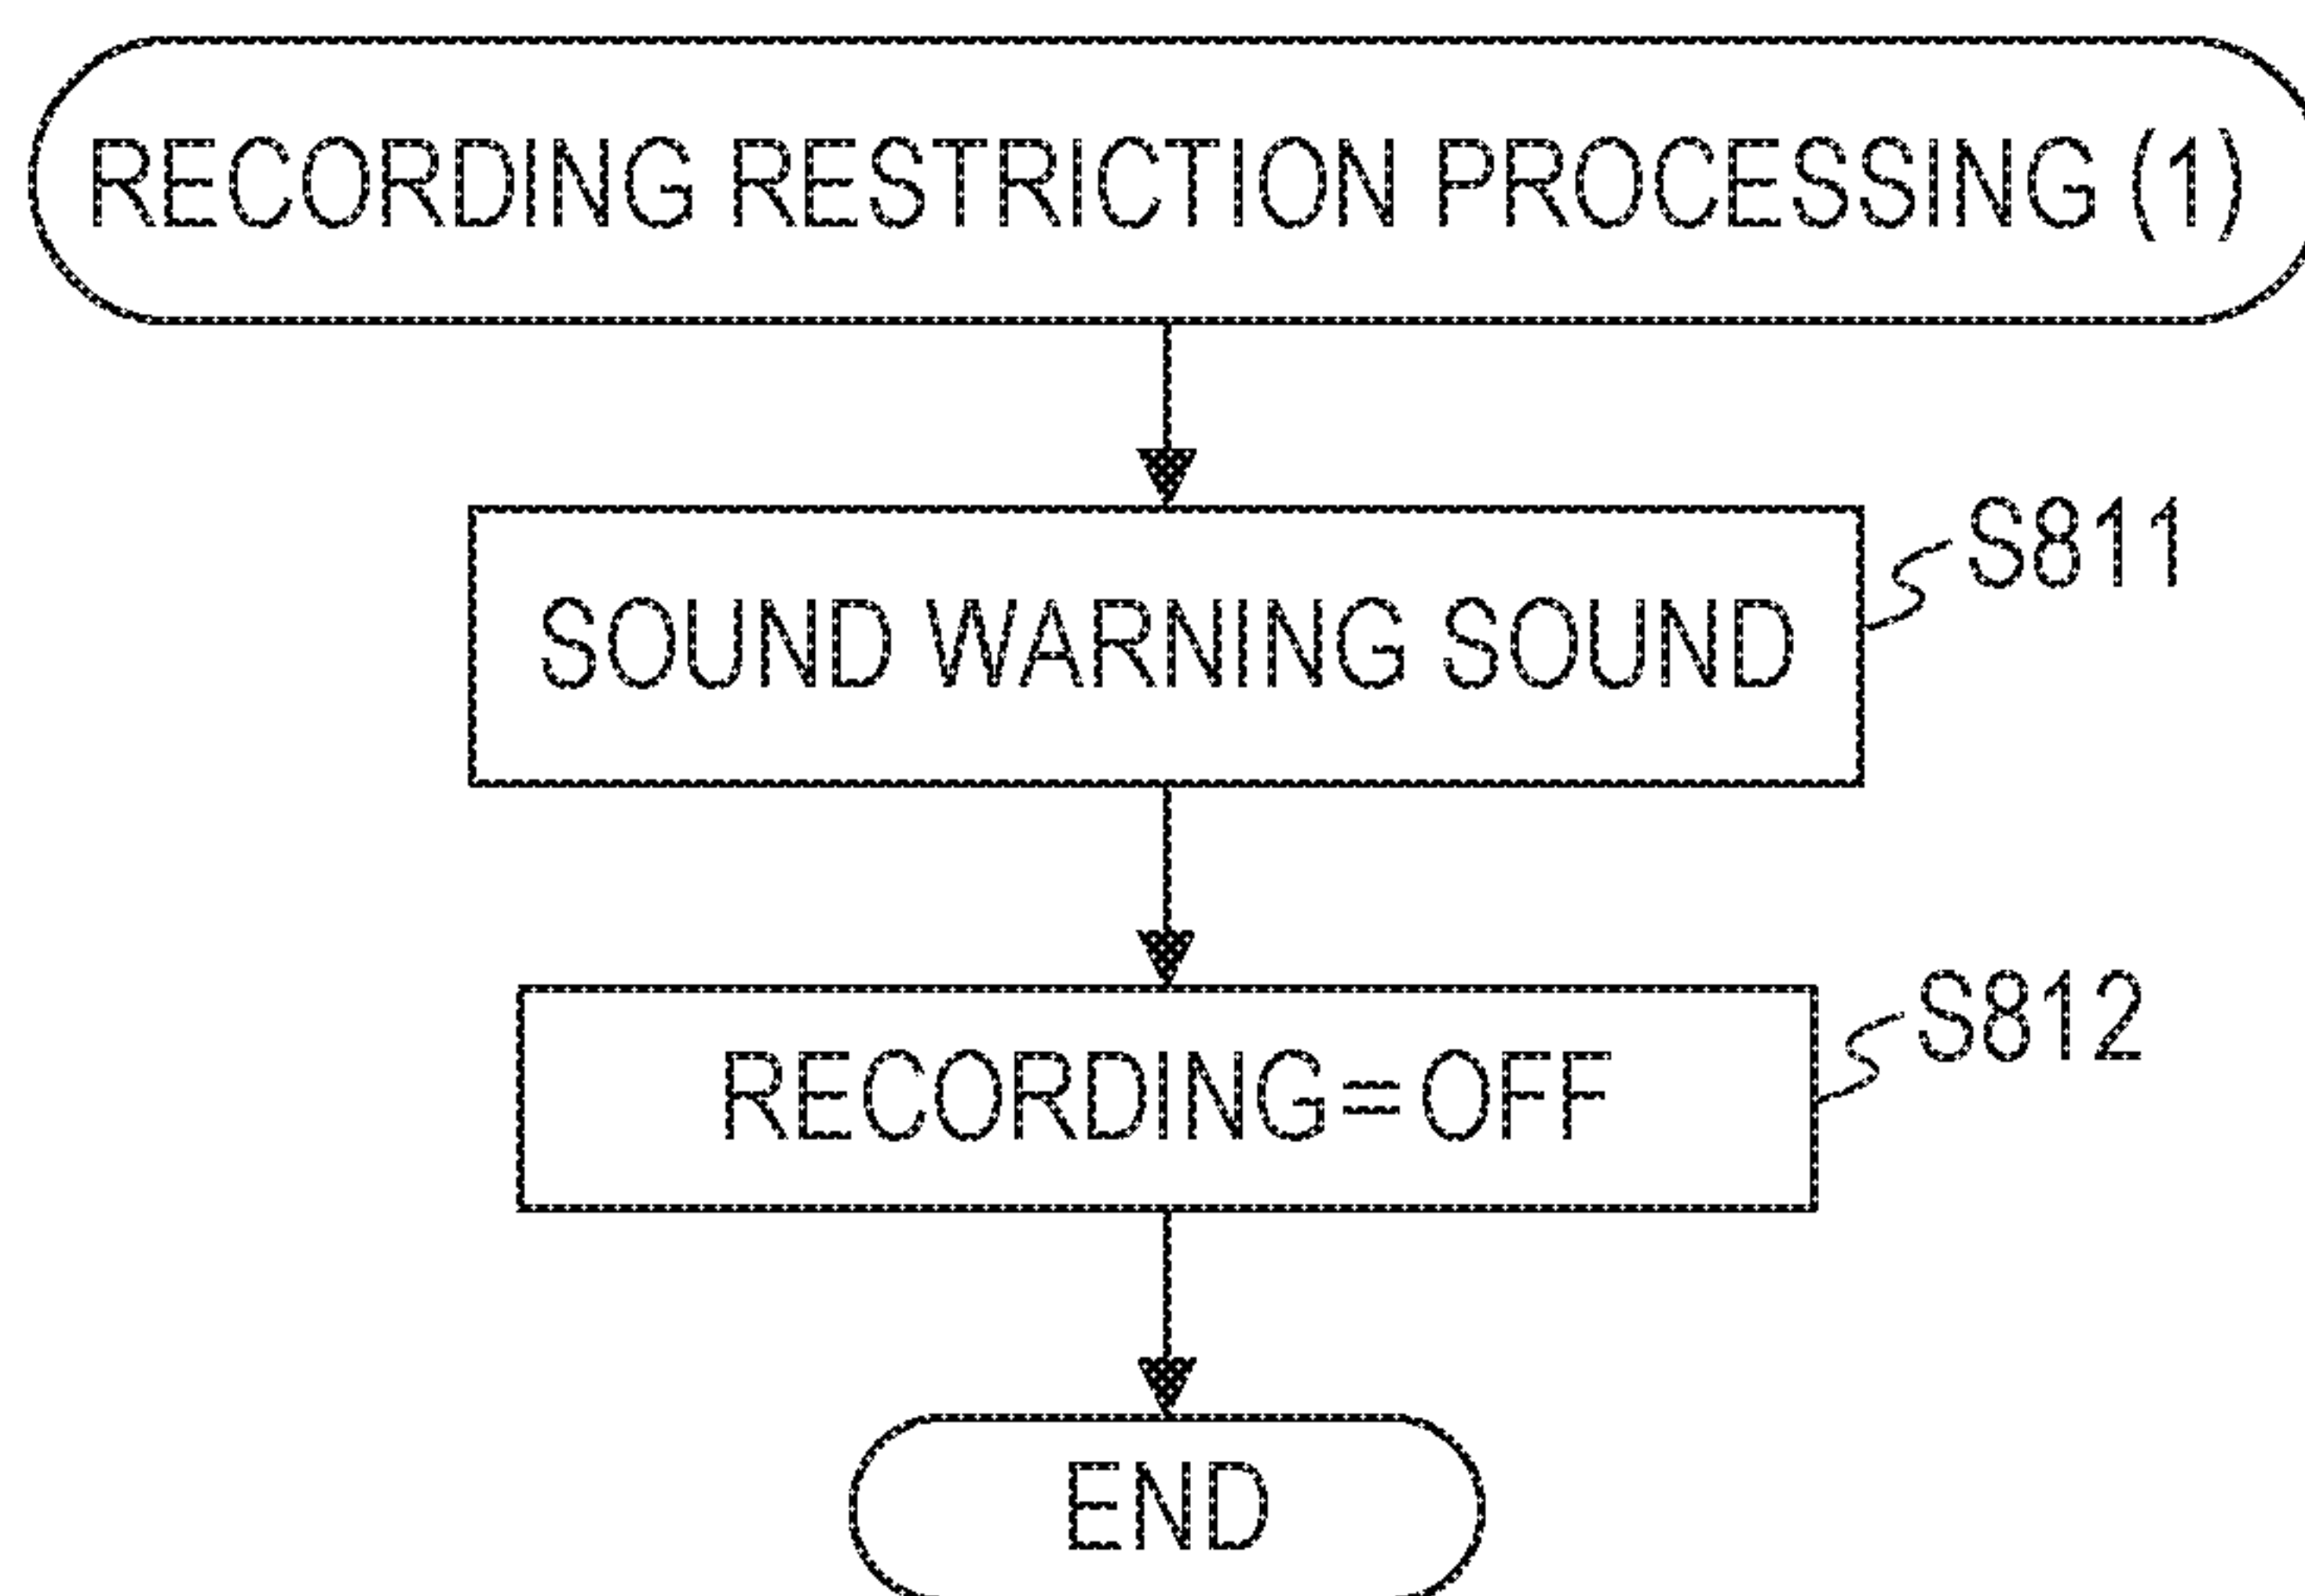 RECORDING RESTRICTION PROCESSING (1)
SOUND WARNING SOUND
S811
RECORDING=OFF
S812
END